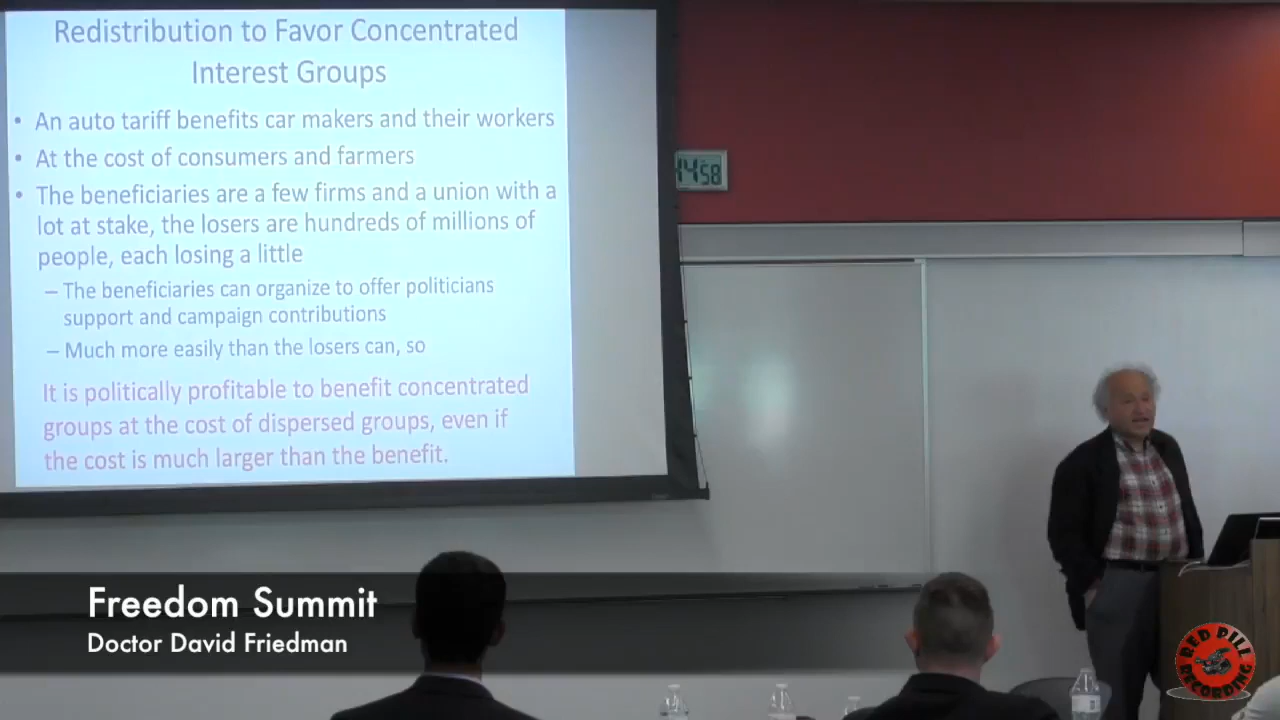 Redistribution to Favor Concentrated
Interest Groups
• An auto tariff benefits car makers and their workers
• At the cost of consumers and farmers
• The beneficiaries are a few firms and a union with a
lot at stake, the losers are hundreds of millions of
people, each losing a little
– The beneficiaries can organize to offer politicians
support and campaign contributions
– Much more easily than the losers can, so
It is politically profitable to benefit concentrated
groups at the cost of dispersed groups, even if
the cost is much larger than the benefit.
14:58
Freedom Summit
Doctor David Friedman
RED PILL
RECORDING